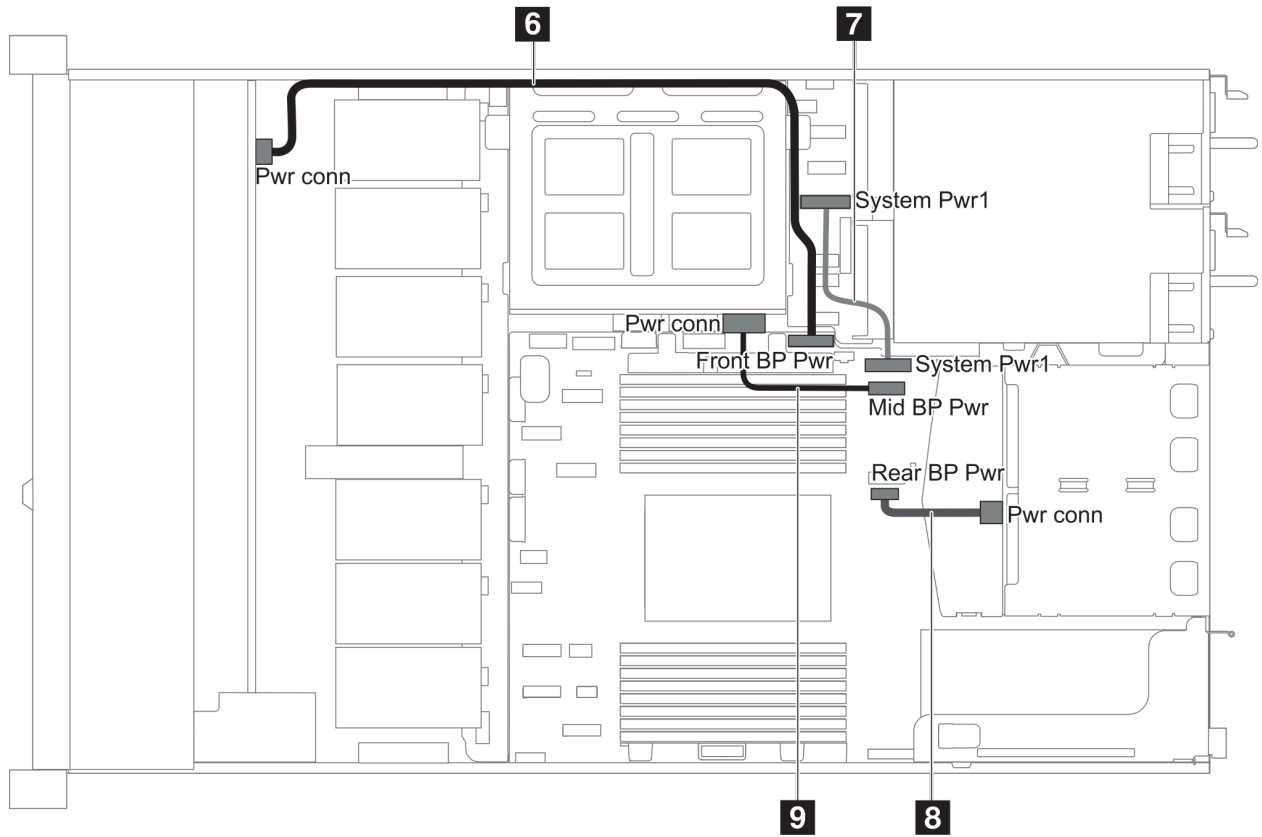 6
7
Pwr conn
System Pwr1
Pwr conn
Front BP Pwr
System Pwr1
Mid BP Pwr
Rear BP Pwr
Pwr conn
9
8